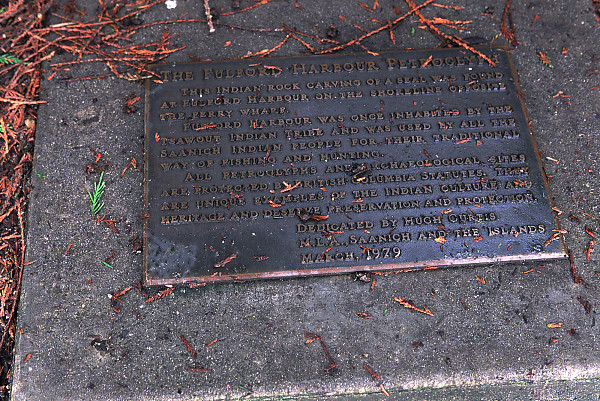 The Fulford Harbour Petroglyph
The Indian rock carving of a seal was found
at Fulford Harbour on the shoreline opposite
the ferry wharf.
Fulford Harbour was once inhabited by the
Indian Tribe and was used by all the
Saanich Indian people for their traditional
way of fishing and hunting.
All petroglyphs and archaeological sites
are protected by British Columbia Statutes. They
are unique examples of the Indian culture and
heritage and deserve preservation and protection.
Dedicated by Hugh Curtis
M.L.A. Saanich and the Islands
March, 1979